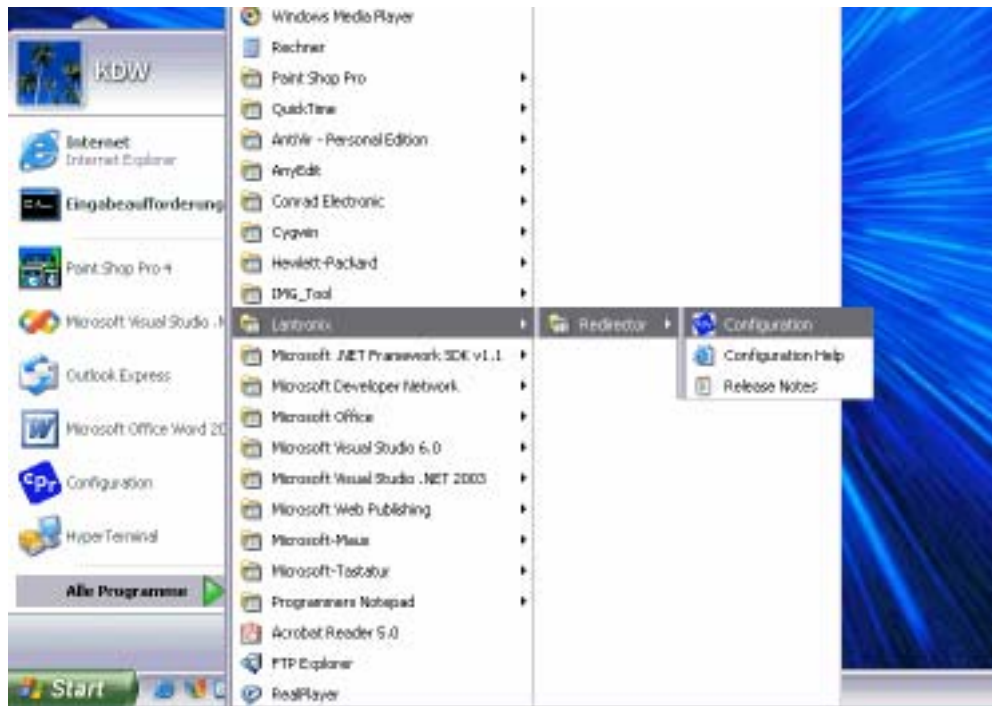 KDW
Internet
Internet Explorer
Eingabeaufforderung
Paint Shop Pro 4
Microsoft Visual Studio .N
Outlook Express
Microsoft Office Word 20
Configuration
HyperTerminal
Alle Programme
Start
Windows Media Player
Rechner
Paint Shop Pro
QuickTime
AntiVir - Personal Edition
AnyEdit
Conrad Electronic
Cygwin
Hewlett-Packard
IMG_Tool
Lantronix
Microsoft .NET Framework SDK v1.1
Microsoft Developer Network
Microsoft Office
Microsoft Visual Studio 6.0
Microsoft Visual Studio .NET 2003
Microsoft Web Publishing
Microsoft-Maus
Microsoft-Tastatur
Programmers Notepad
Acrobat Reader 5.0
FTP Explorer
RealPlayer
Redirector
Configuration
Configuration Help
Release Notes